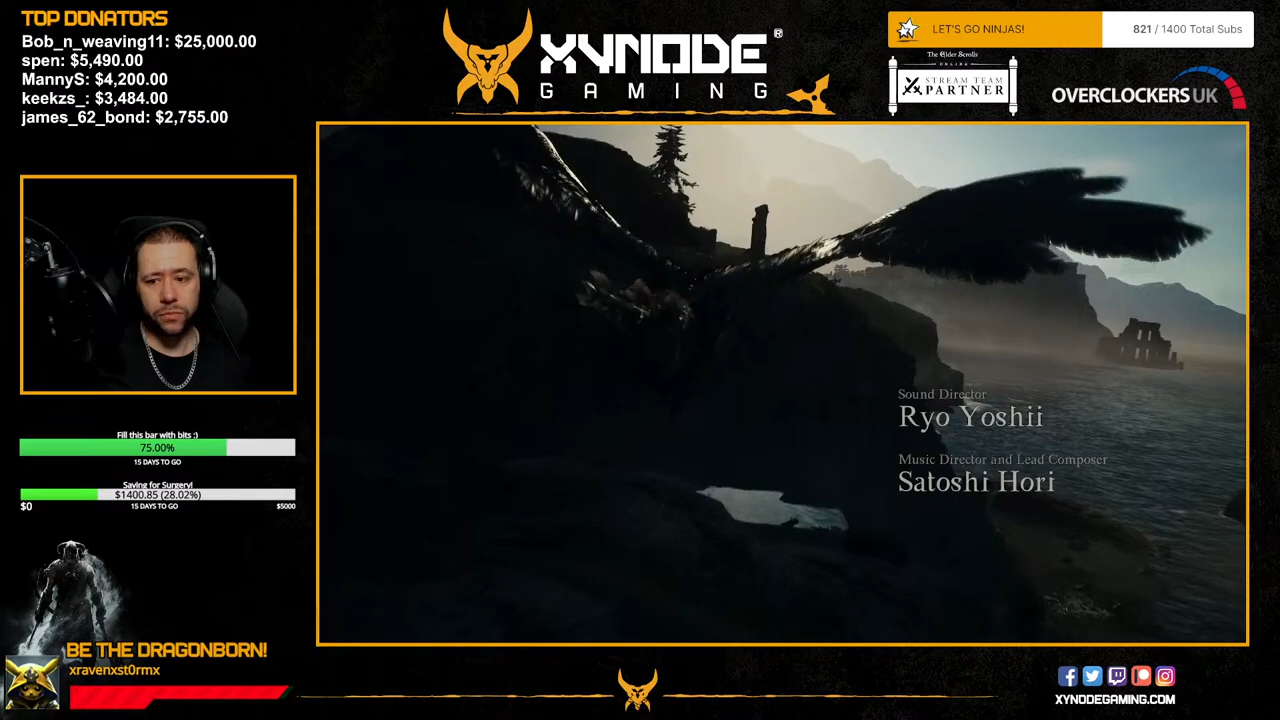 TOP DONATORS
Bob_n_weaving11: $25,000.00
spen: $5,490.00
MannyS: $4,200.00
keekzs_: $3,484.00
james_62_bond: $2,755.00
XYNODE ®
GAMING
LET'S GO NINJAS!
821 / 1400 Total Subs
The Elder Scrolls
ONLINE
STREAM TEAM
PARTNER
OVERCLOCKERS UK
Sound Director
Ryo Yoshii
Music Director and Lead Composer
Satoshi Hori
Fill this bar with bits :)
75.00%
15 DAYS TO GO
Saving for Surgery!
$1400.85 (28.02%)
$0 15 DAYS TO GO $5000
BE THE DRAGONBORN!
xravenxst0rmx
XYNODEGAMING.COM